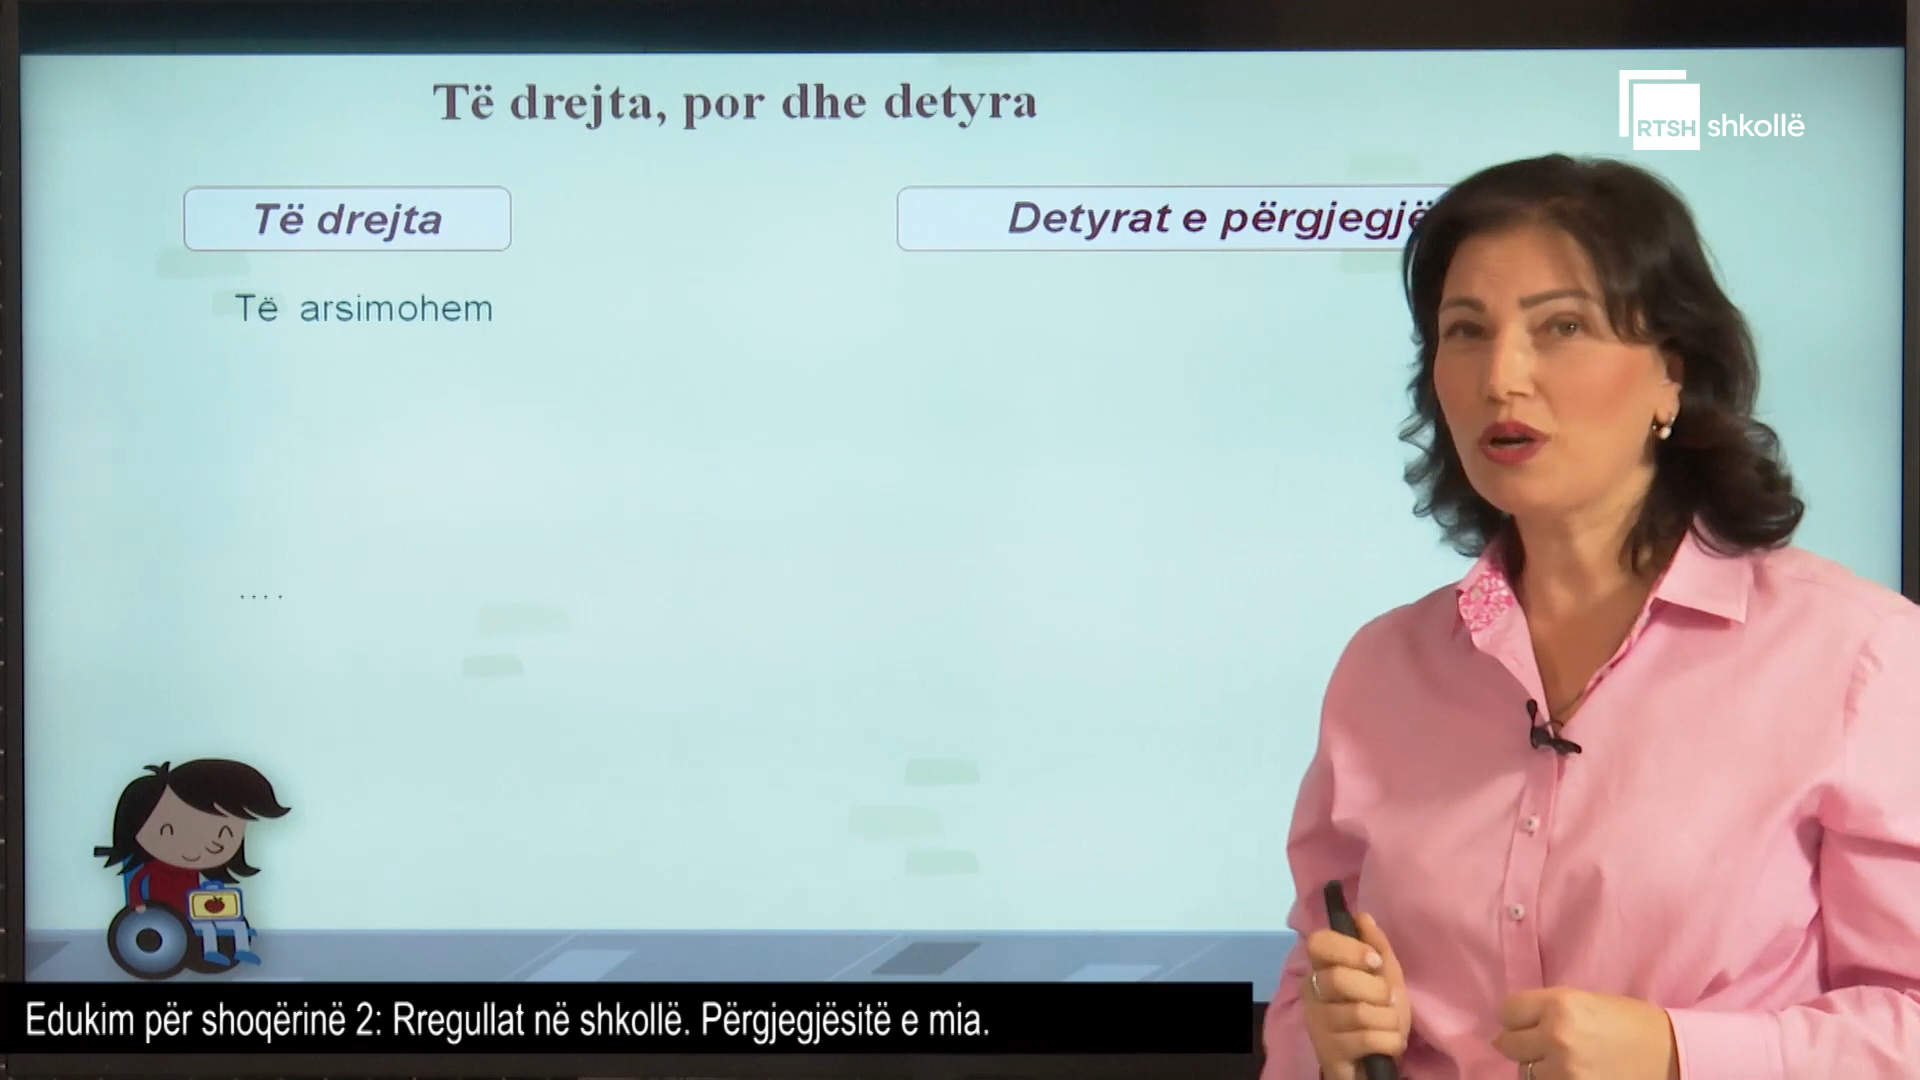 Të drejta, por dhe detyra
RTSH shkollë
Të drejta
Detyrat e
Të arsimohem
....
Edukim për shoqërinë 2: Rregullat në shkollë. Përgjegjësitë e mia.